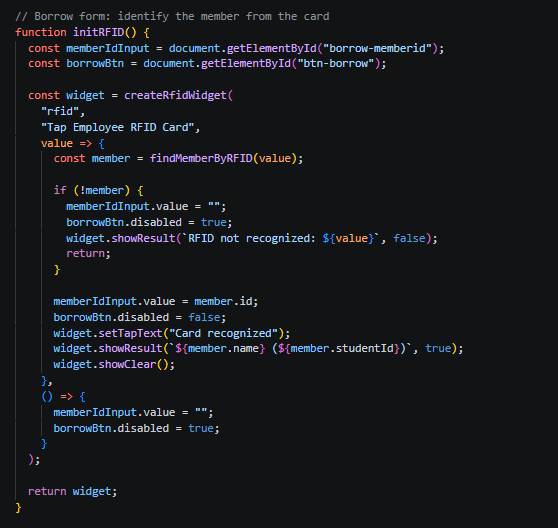 // Borrow form: identify the member from the card
function initRFID() {
  const memberIdInput = document.getElementById("borrow-memberid");
  const borrowBtn = document.getElementById("btn-borrow");

  const widget = createRfidWidget(
    "rfid",
    "Tap Employee RFID Card",
    value => {
      const member = findMemberByRFID(value);

      if (!member) {
        memberIdInput.value = "";
        borrowBtn.disabled = true;
        widget.showResult(`RFID not recognized: ${value}`, false);
        return;
      }

      memberIdInput.value = member.id;
      borrowBtn.disabled = false;
      widget.setTapText("Card recognized");
      widget.showResult(`${member.name} (${member.studentId})`, true);
      widget.showClear();
    },
    () => {
      memberIdInput.value = "";
      borrowBtn.disabled = true;
    }
  );

  return widget;
}